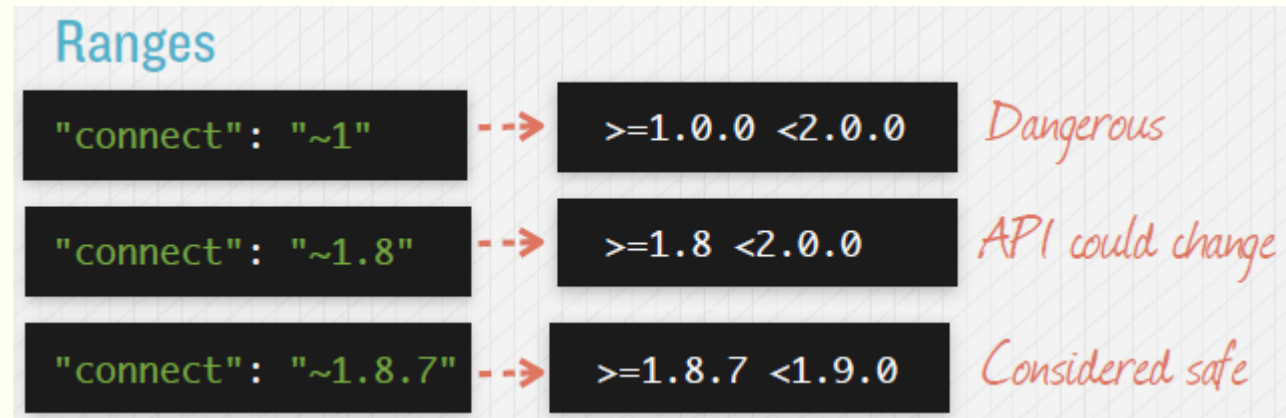 Ranges
"connect": "~1" >=1.0.0 <2.0.0 Dangerous
"connect": "~1.8" >=1.8 <2.0.0 API could change
"connect": "~1.8.7" >=1.8.7 <1.9.0 Considered safe